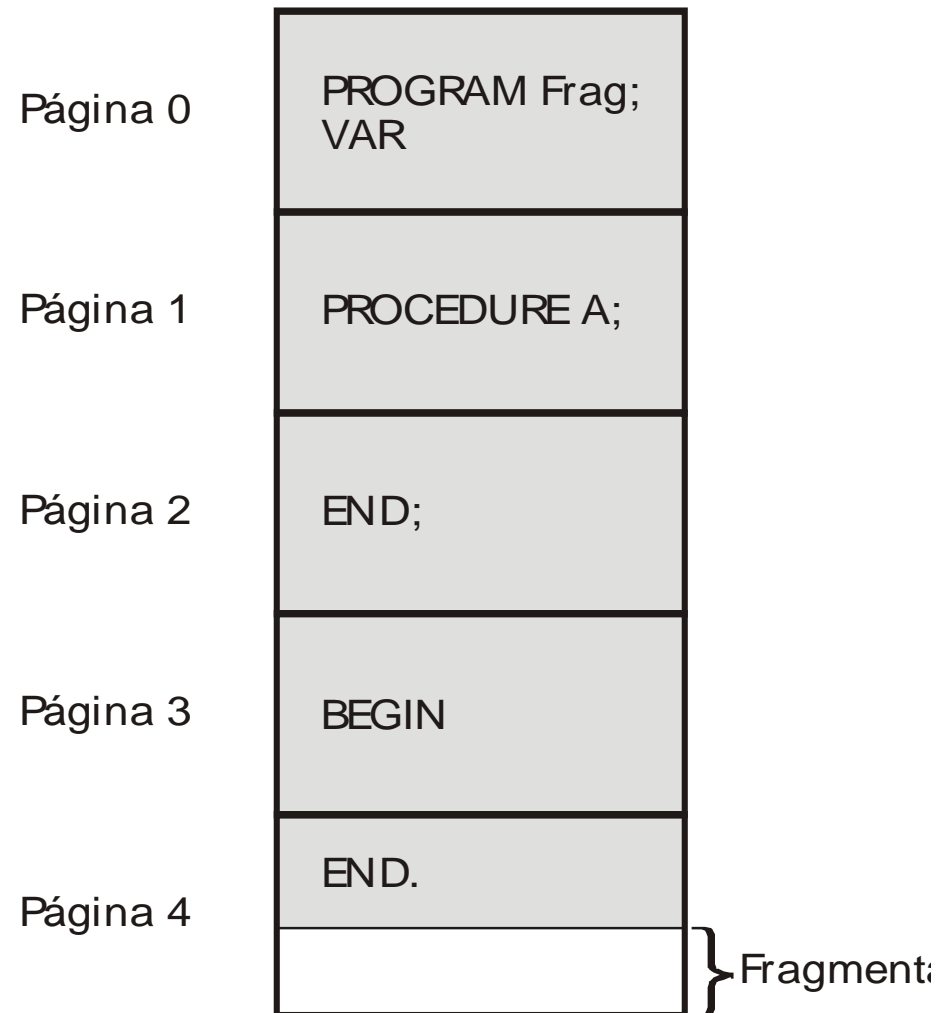 Página 0
PROGRAM Frag;
VAR
Página 1
PROCEDURE A;
Página 2
END;
Página 3
BEGIN
Página 4
END.